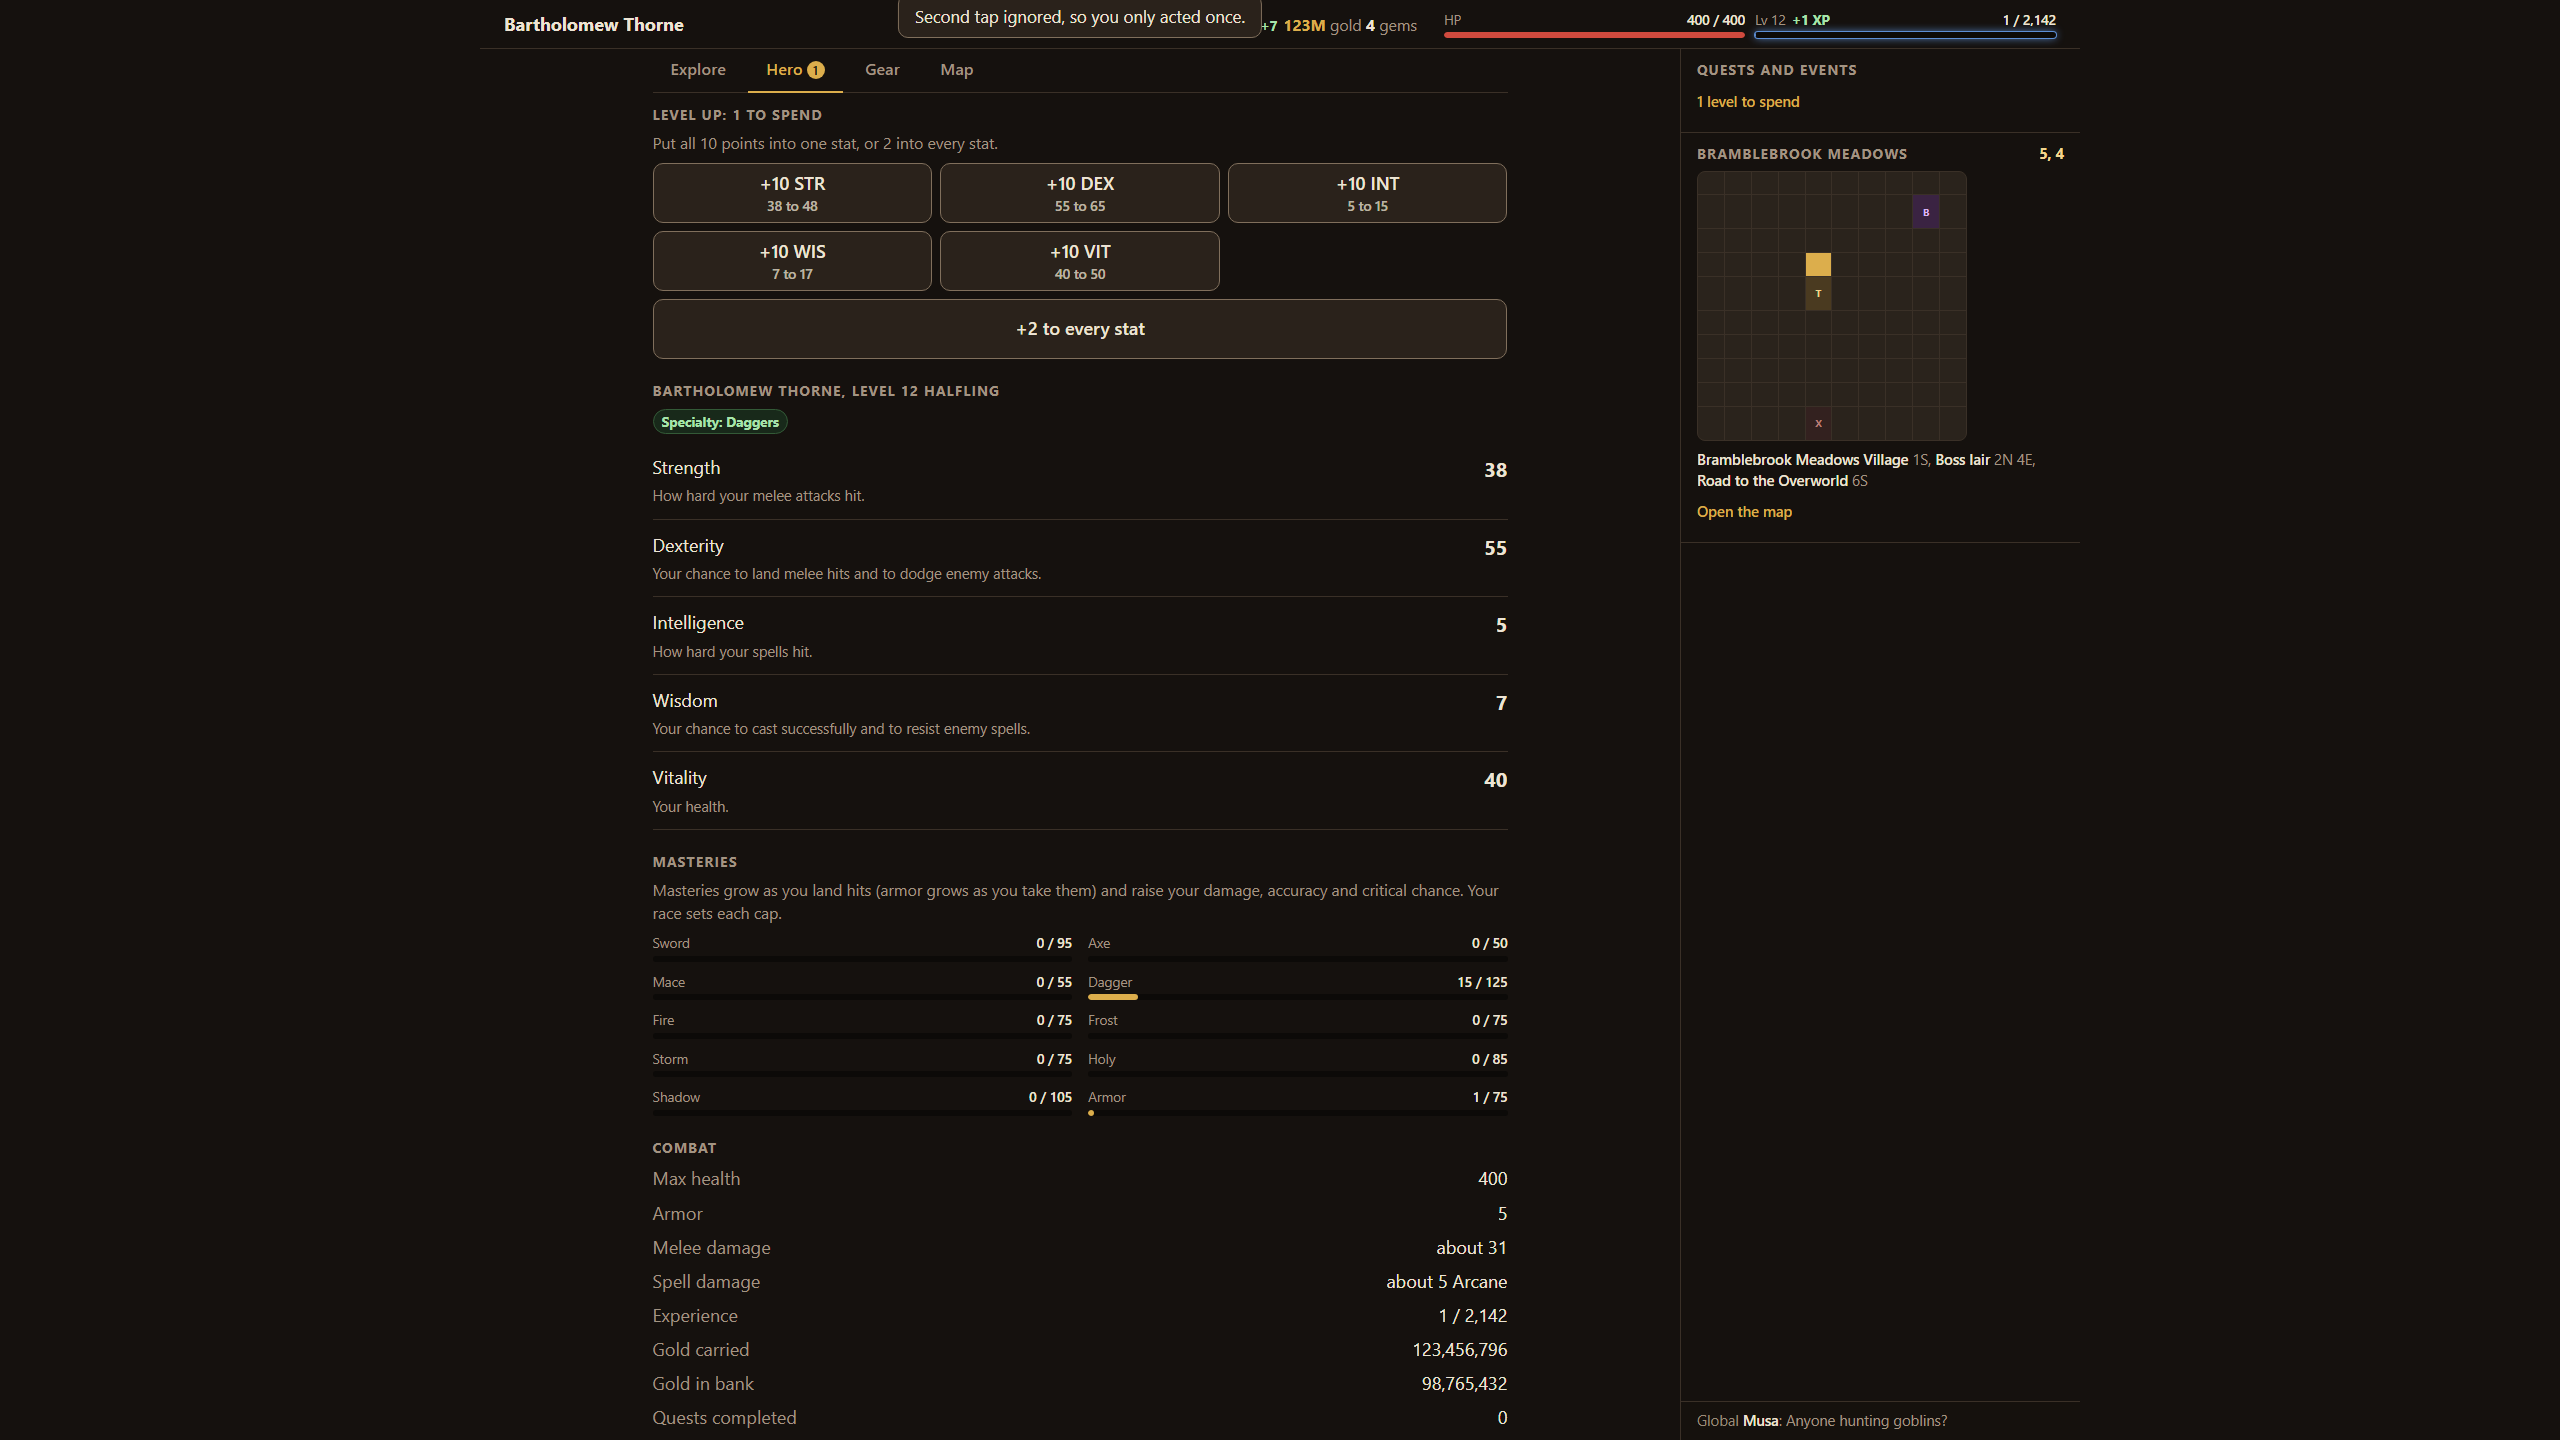 Bartholomew Thorne
Second tap ignored, so you only acted once.
+7 123M gold 4 gems
HP 400 / 400
Lv 12 +1 XP 1 / 2,142
Explore Hero 1 Gear Map
LEVEL UP: 1 TO SPEND
Put all 10 points into one stat, or 2 into every stat.
+10 STR
38 to 48
+10 DEX
55 to 65
+10 INT
5 to 15
+10 WIS
7 to 17
+10 VIT
40 to 50
+2 to every stat
BARTHOLOMEW THORNE, LEVEL 12 HALFLING
Specialty: Daggers
Strength 38
How hard your melee attacks hit.
Dexterity 55
Your chance to land melee hits and to dodge enemy attacks.
Intelligence 5
How hard your spells hit.
Wisdom 7
Your chance to cast successfully and to resist enemy spells.
Vitality 40
Your health.
MASTERIES
Masteries grow as you land hits (armor grows as you take them) and raise your damage, accuracy and critical chance. Your
race sets each cap.
Sword 0 / 95 Axe 0 / 50
Mace 0 / 55 Dagger 15 / 125
Fire 0 / 75 Frost 0 / 75
Storm 0 / 75 Holy 0 / 85
Shadow 0 / 105 Armor 1 / 75
COMBAT
Max health 400
Armor 5
Melee damage about 31
Spell damage about 5 Arcane
Experience 1 / 2,142
Gold carried 123,456,796
Gold in bank 98,765,432
Quests completed 0
QUESTS AND EVENTS
1 level to spend
BRAMBLEBROOK MEADOWS 5, 4
B
T
X
Bramblebrook Meadows Village 1S, Boss lair 2N 4E,
Road to the Overworld 6S
Open the map
Global Musa: Anyone hunting goblins?